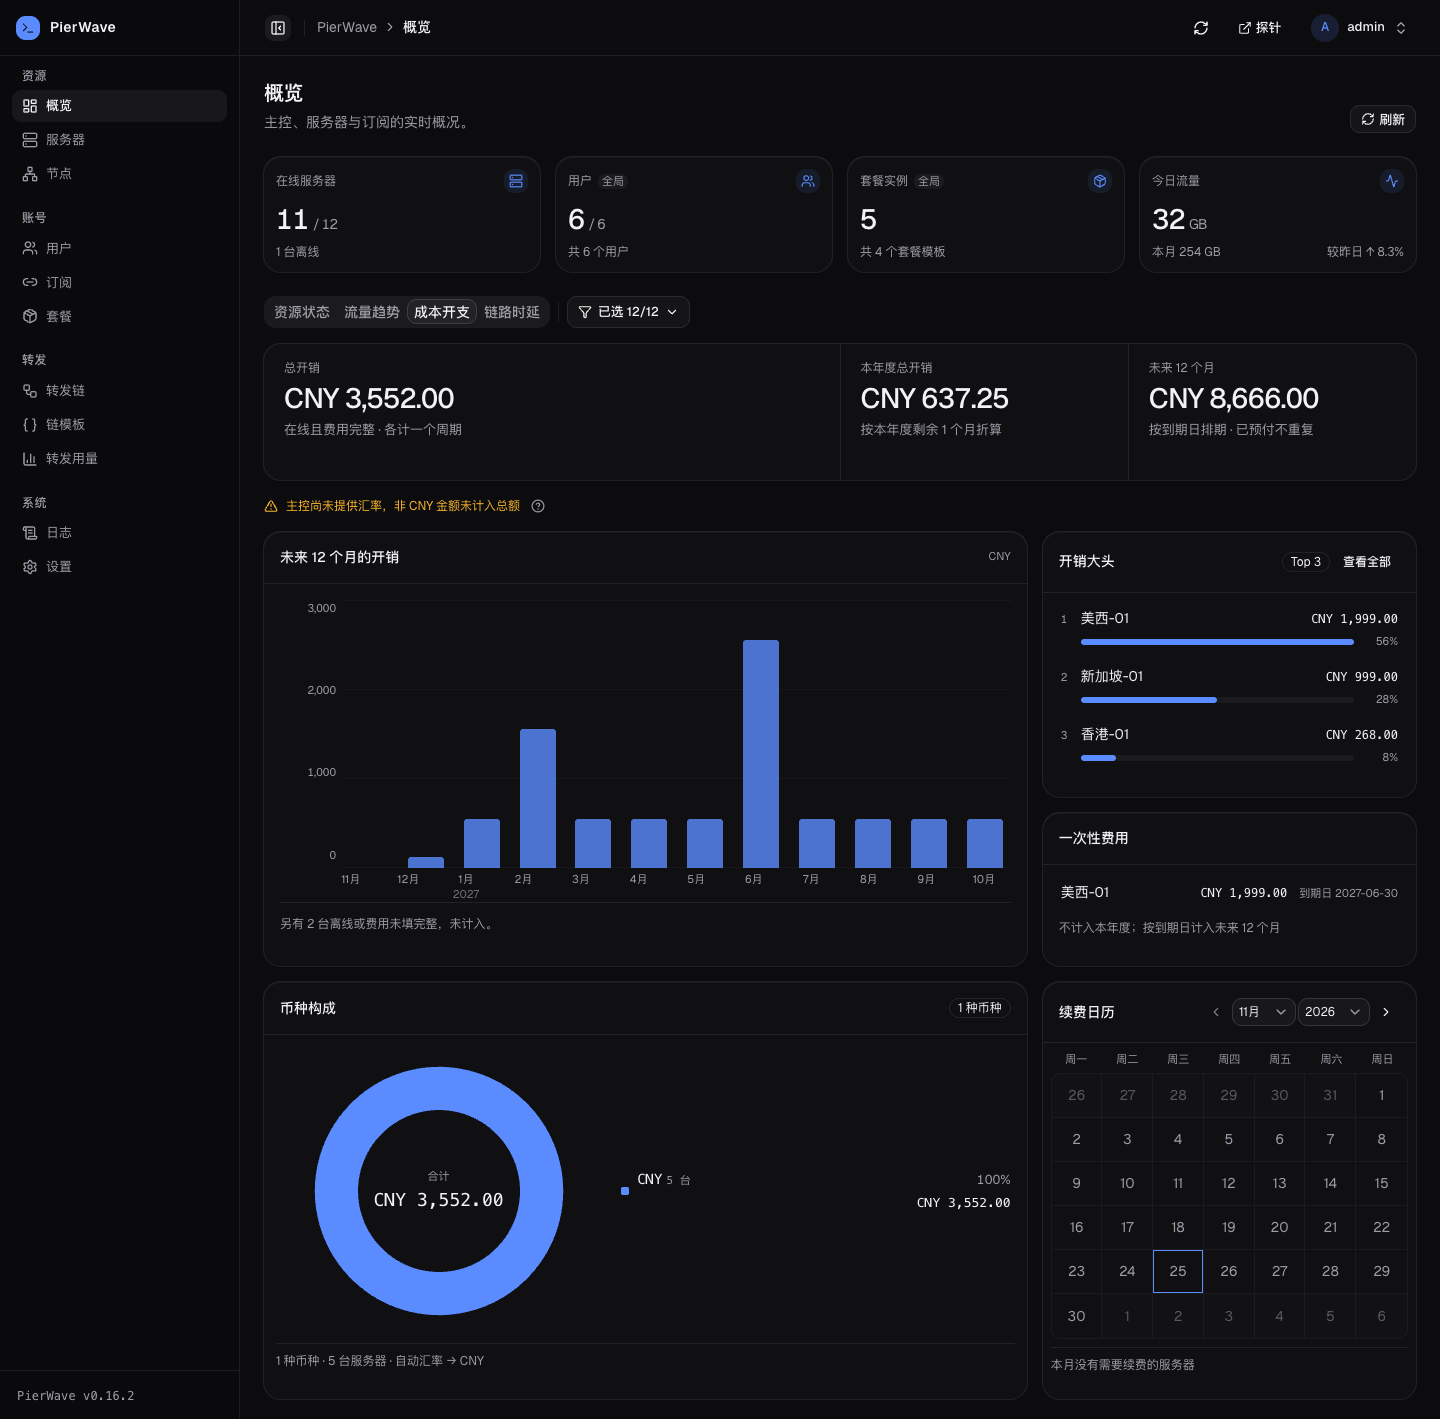 PierWave
PierWave > 概览
探针
A admin
资源
概览
服务器
节点
账号
用户
订阅
套餐
转发
转发链
链模板
转发用量
系统
日志
设置
PierWave v0.16.2
概览
主控、服务器与订阅的实时概况。
刷新
在线服务器
11 / 12
1 台离线
用户 全局
6 / 6
共 6 个用户
套餐实例 全局
5
共 4 个套餐模板
今日流量
32 GB
本月 254 GB 较昨日 ↑ 8.3%
资源状态 流量趋势 成本开支 链路时延 已选 12/12
总开销
CNY 3,552.00
在线且费用完整 · 各计一个周期
本年度总开销
CNY 637.25
按本年度剩余 1 个月折算
未来 12 个月
CNY 8,666.00
按到期日排期 · 已预付不重复
主控尚未提供汇率，非 CNY 金额未计入总额
未来 12 个月的开销 CNY
3,000
2,000
1,000
0
11月 12月 1月 2月 3月 4月 5月 6月 7月 8月 9月 10月
2027
另有 2 台离线或费用未填完整，未计入。
开销大头 Top 3 查看全部
1 美西-01 CNY 1,999.00
56%
2 新加坡-01 CNY 999.00
28%
3 香港-01 CNY 268.00
8%
一次性费用
美西-01 CNY 1,999.00 到期日 2027-06-30
不计入本年度；按到期日计入未来 12 个月
币种构成 1 种币种
合计
CNY 3,552.00
CNY 5 台 100%
CNY 3,552.00
1 种币种 · 5 台服务器 · 自动汇率 → CNY
续费日历 11月 2026
周一 周二 周三 周四 周五 周六 周日
26 27 28 29 30 31 1
2 3 4 5 6 7 8
9 10 11 12 13 14 15
16 17 18 19 20 21 22
23 24 25 26 27 28 29
30 1 2 3 4 5 6
本月没有需要续费的服务器